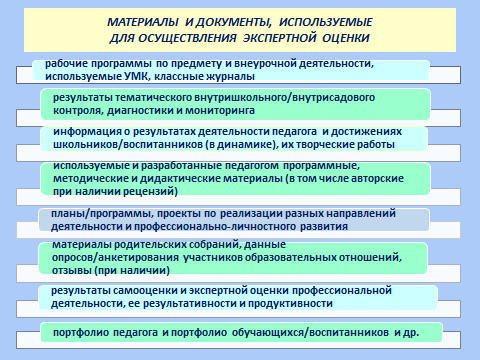 МАТЕРИАЛЫ И ДОКУМЕНТЫ, ИСПОЛЬЗУЕМЫЕ
ДЛЯ ОСУЩЕСТВЛЕНИЯ ЭКСПЕРТНОЙ ОЦЕНКИ
рабочие программы по предмету и внеурочной деятельности,
используемые УМК, классные журналы
результаты тематического внутришкольного/внутрисадового
контроля, диагностики и мониторинга
информация о результатах деятельности педагога и достижениях
школьников/воспитанников (в динамике), их творческие работы
используемые и разработанные педагогом программные,
методические и дидактические материалы (в том числе авторские
при наличии рецензий)
планы/программы, проекты по реализации разных направлений
деятельности и профессионально-личностного развития
материалы родительских собраний, данные
опросов/анкетирования участников образовательных отношений,
отзывы (при наличии)
результаты самооценки и экспертной оценки профессиональной
деятельности, ее результативности и продуктивности
портфолио педагога и портфолио обучающихся/воспитанников и др.